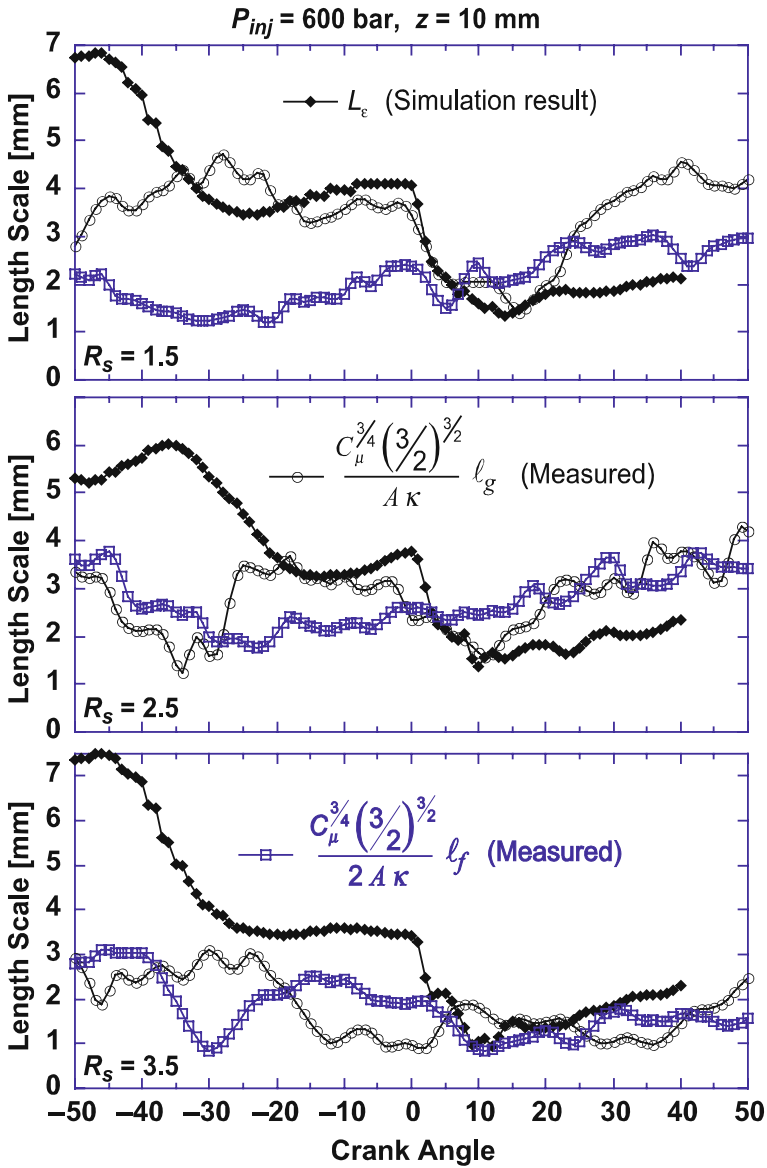 P_inj = 600 bar, z = 10 mm
7
6
5
4
3
2
1
0
Length Scale [mm]
L_ε (Simulation result)
R_s = 1.5
6
5
4
3
2
1
0
Length Scale [mm]
C_μ^3/4 (3/2)^3/2 / A κ ℓ_g (Measured)
R_s = 2.5
7
6
5
4
3
2
1
0
Length Scale [mm]
C_μ^3/4 (3/2)^3/2 / 2 A κ ℓ_f (Measured)
R_s = 3.5
–50 –40 –30 –20 –10 0 10 20 30 40 50
Crank Angle